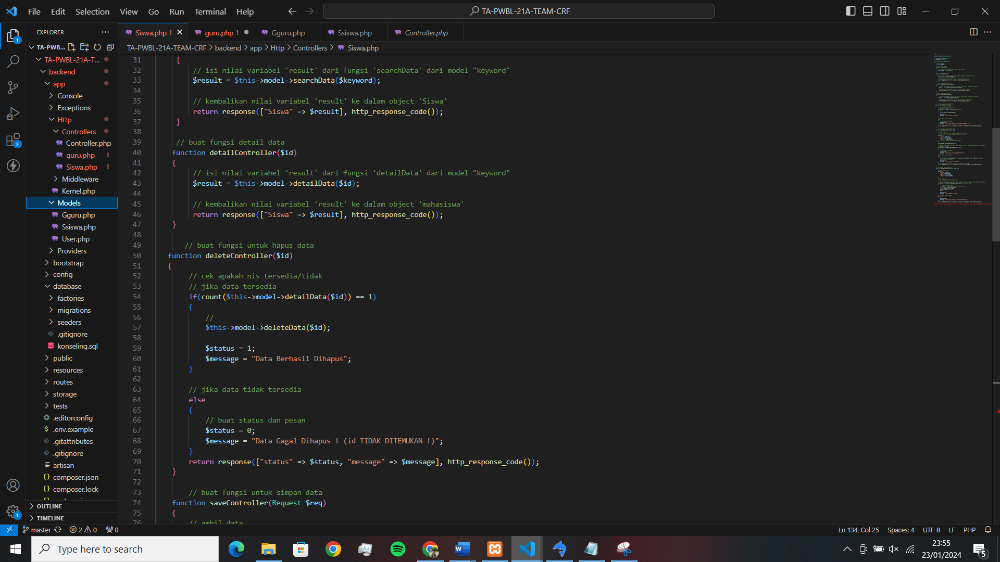 File Edit Selection View Go Run Terminal Help
TA-PWBL-21A-TEAM-CRF
EXPLORER
TA-PWB...
TA-PWBL-21A-T...
backend
app
Console
Exceptions
Http
Controllers
Controller.php
guru.php 1
Siswa.php 1
Middleware
Kernel.php
Models
Gguru.php
Ssiswa.php
User.php
Providers
bootstrap
config
database
factories
migrations
seeders
.gitignore
konseling.sql
public
resources
routes
storage
tests
.editorconfig
.env.example
.gitattributes
.gitignore
artisan
composer.json
composer.lock
OUTLINE
TIMELINE
Siswa.php 1 guru.php 1 Gguru.php Ssiswa.php Controller.php
TA-PWBL-21A-TEAM-CRF > backend > app > Http > Controllers > Siswa.php
31 {
32 // isi nilai variabel 'result' dari fungsi 'searchData' dari model "keyword"
33 $result = $this->model->searchData($keyword);
34
35 // kembalikan nilai variabel 'result' ke dalam object 'Siswa'
36 return response(["Siswa" => $result], http_response_code());
37 }
38
39 // buat fungsi detail data
40 function detailController($id)
41 {
42 // isi nilai variabel 'result' dari fungsi 'detailData' dari model "keyword"
43 $result = $this->model->detailData($id);
44
45 // kembalikan nilai variabel 'result' ke dalam object 'mahasiswa'
46 return response(["Siswa" => $result], http_response_code());
47 }
48
49 // buat fungsi untuk hapus data
50 function deleteController($id)
51 {
52 // cek apakah nis tersedia/tidak
53 // jika data tersedia
54 if(count($this->model->detailData($id)) == 1)
55 {
56 //
57 $this->model->deleteData($id);
58
59 $status = 1;
60 $message = "Data Berhasil Dihapus";
61 }
62
63 // jika data tidak tersedia
64 else
65 {
66 // buat status dan pesan
67 $status = 0;
68 $message = "Data Gagal Dihapus ! (id TIDAK DITEMUKAN !)";
69 }
70 return response(["status" => $status, "message" => $message], http_response_code());
71 }
72
73 // buat fungsi untuk simpan data
74 function saveController(Request $req)
75 {
76 // ambil data
master 2 0 0
Ln 134, Col 25 Spaces: 4 UTF-8 LF PHP
Type here to search
23:55
23/01/2024
5